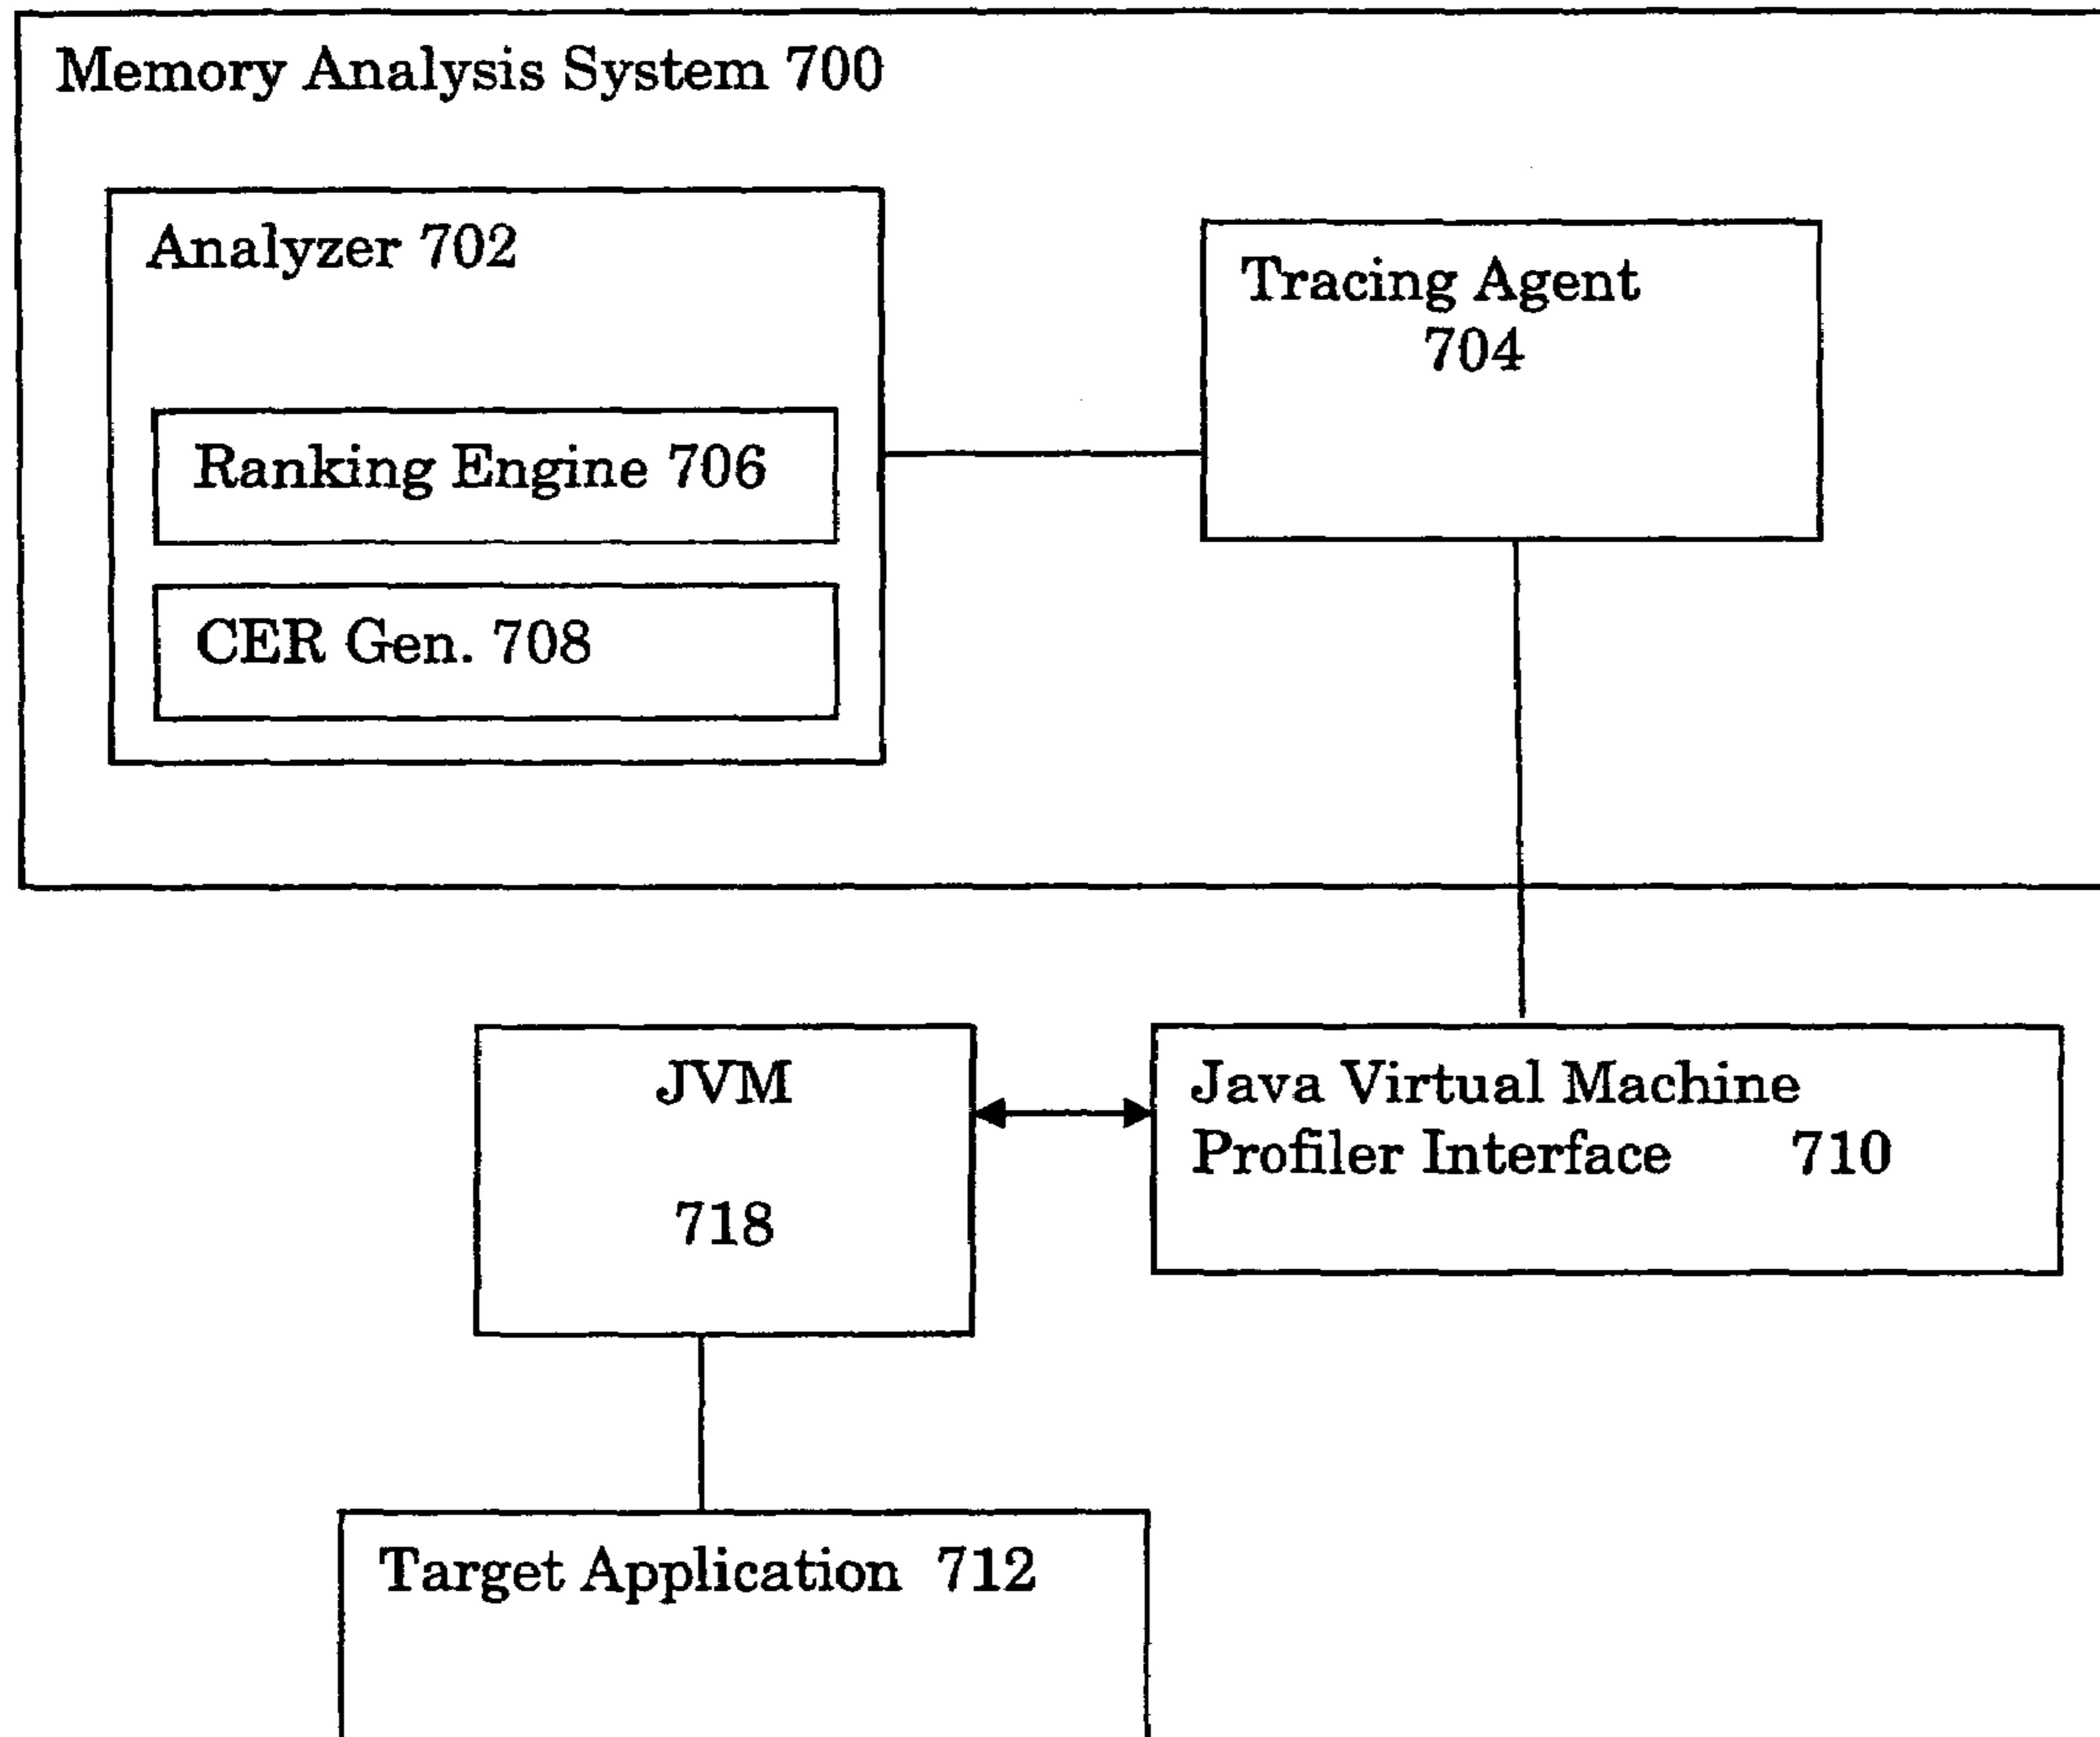 Memory Analysis System 700
Analyzer 702
Tracing Agent
704
Ranking Engine 706
CER Gen. 708
JVM
718
Java Virtual Machine
Profiler Interface 710
Target Application 712